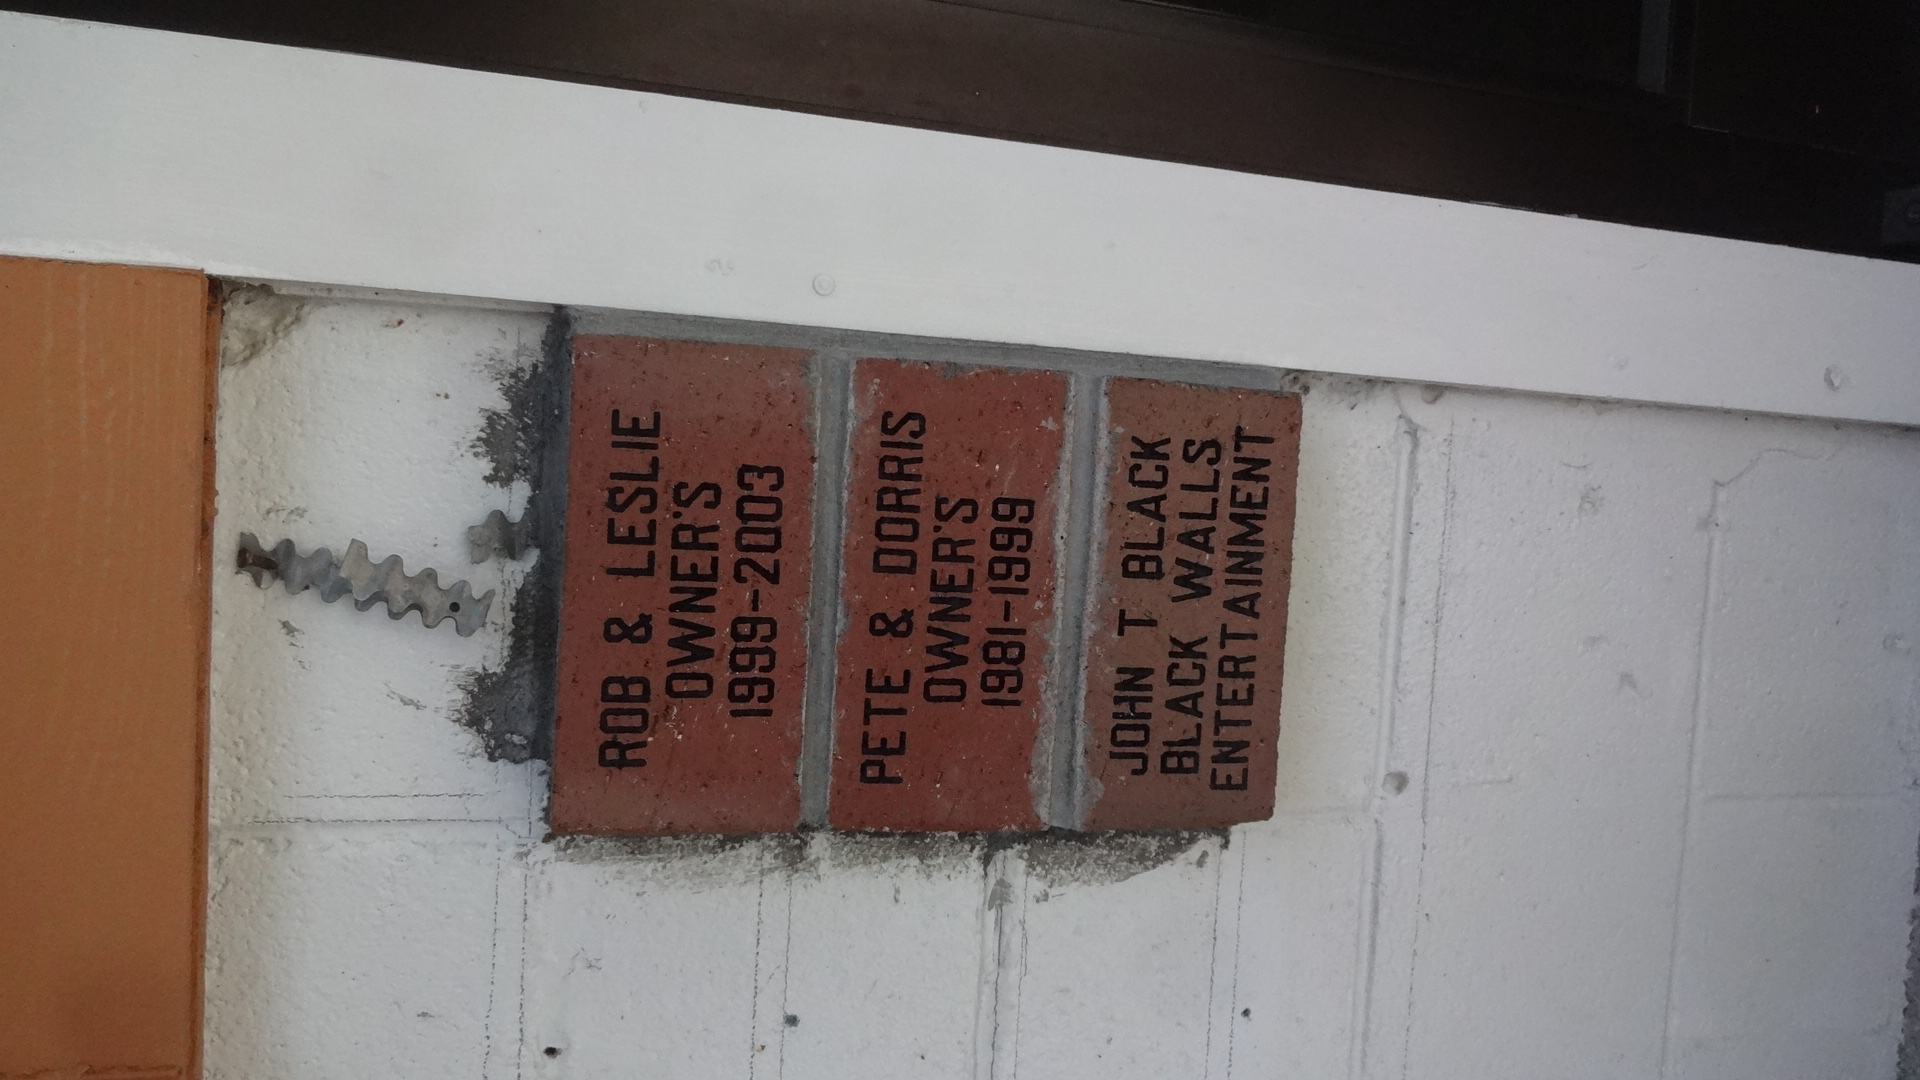 ROB & LESLIE
OWNER'S
1999-2003
PETE & DORRIS
OWNER'S
1981-1999
JOHN T BLACK
BLACK WALLS
ENTERTAINMENT